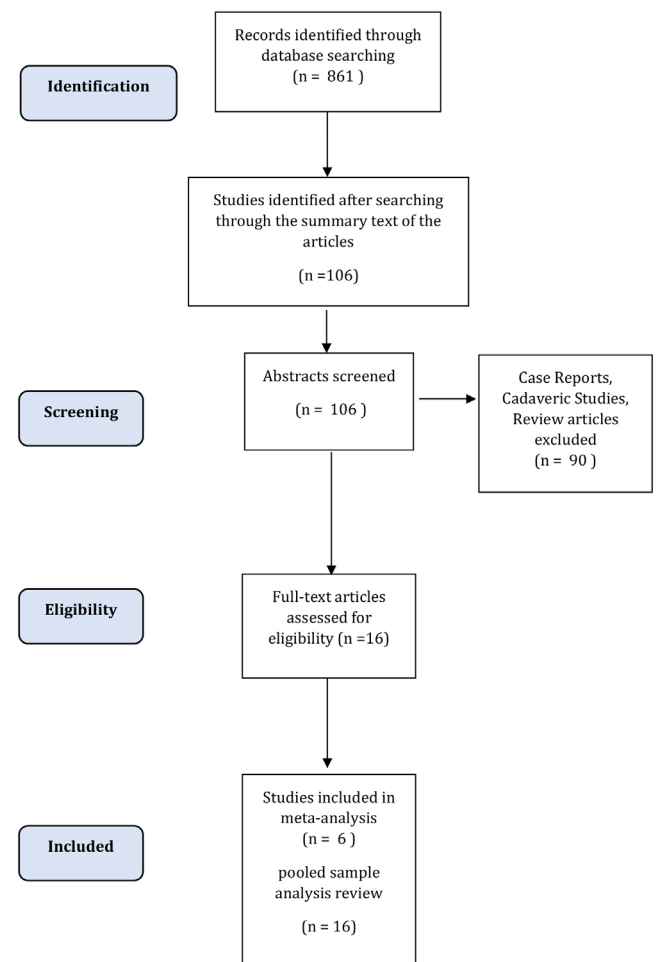 Records identified through
database searching
(n = 861 )
Identification
Studies identified after searching
through the summary text of the
articles
(n =106)
Abstracts screened
(n = 106 )
Case Reports,
Cadaveric Studies,
Review articles
excluded
(n = 90 )
Screening
Full-text articles
assessed for
eligibility (n =16)
Eligibility
Studies included in
meta-analysis
(n = 6 )
pooled sample
analysis review
(n = 16)
Included